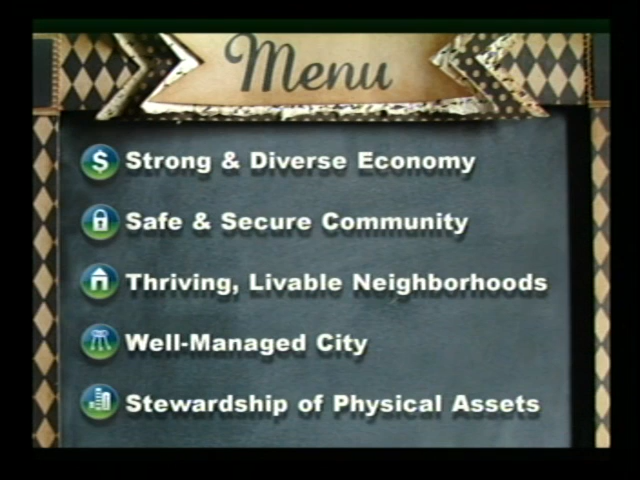 Menu
$ Strong & Diverse Economy
Safe & Secure Community
Thriving, Livable Neighborhoods
Well-Managed City
Stewardship of Physical Assets